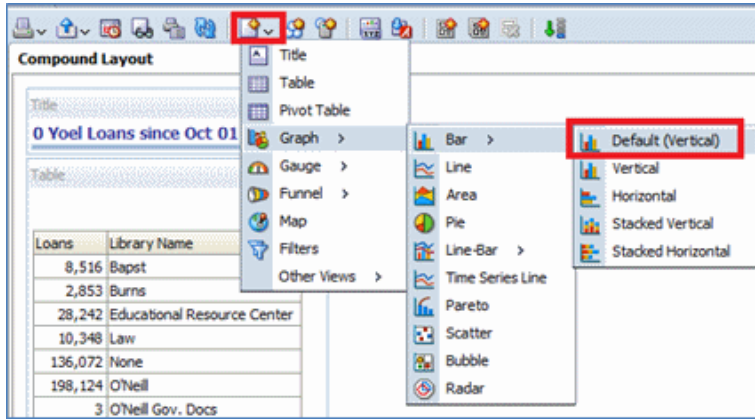 Compound Layout
Title
0 Yoel Loans since Oct 01
Table
Loans Library Name
8,516 Bapst
2,853 Burns
28,242 Educational Resource Center
10,348 Law
136,072 None
198,124 O'Neill
3 O'Neill Gov. Docs
Title
Table
Pivot Table
Graph >
Gauge >
Funnel >
Map
Filters
Other Views >
Bar >
Line
Area
Pie
Line-Bar >
Time Series Line
Pareto
Scatter
Bubble
Radar
Default (Vertical)
Vertical
Horizontal
Stacked Vertical
Stacked Horizontal